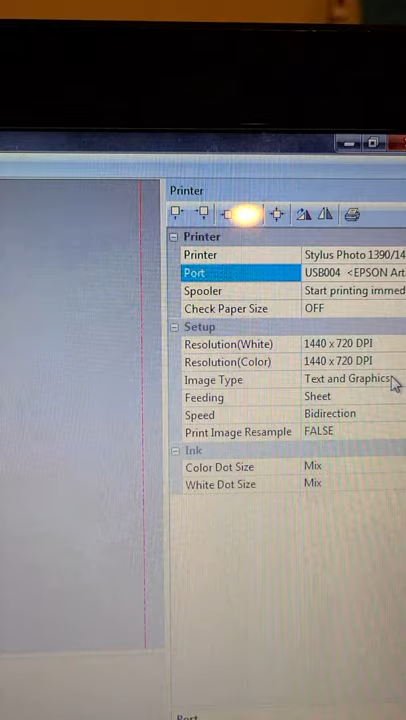 Printer
Printer
Printer Stylus Photo 1390/14
Port USB004 <EPSON Art
Spooler Start printing immed
Check Paper Size OFF
Setup
Resolution(White) 1440 x 720 DPI
Resolution(Color) 1440 x 720 DPI
Image Type Text and Graphics
Feeding Sheet
Speed Bidirection
Print Image Resample FALSE
Ink
Color Dot Size Mix
White Dot Size Mix
Port